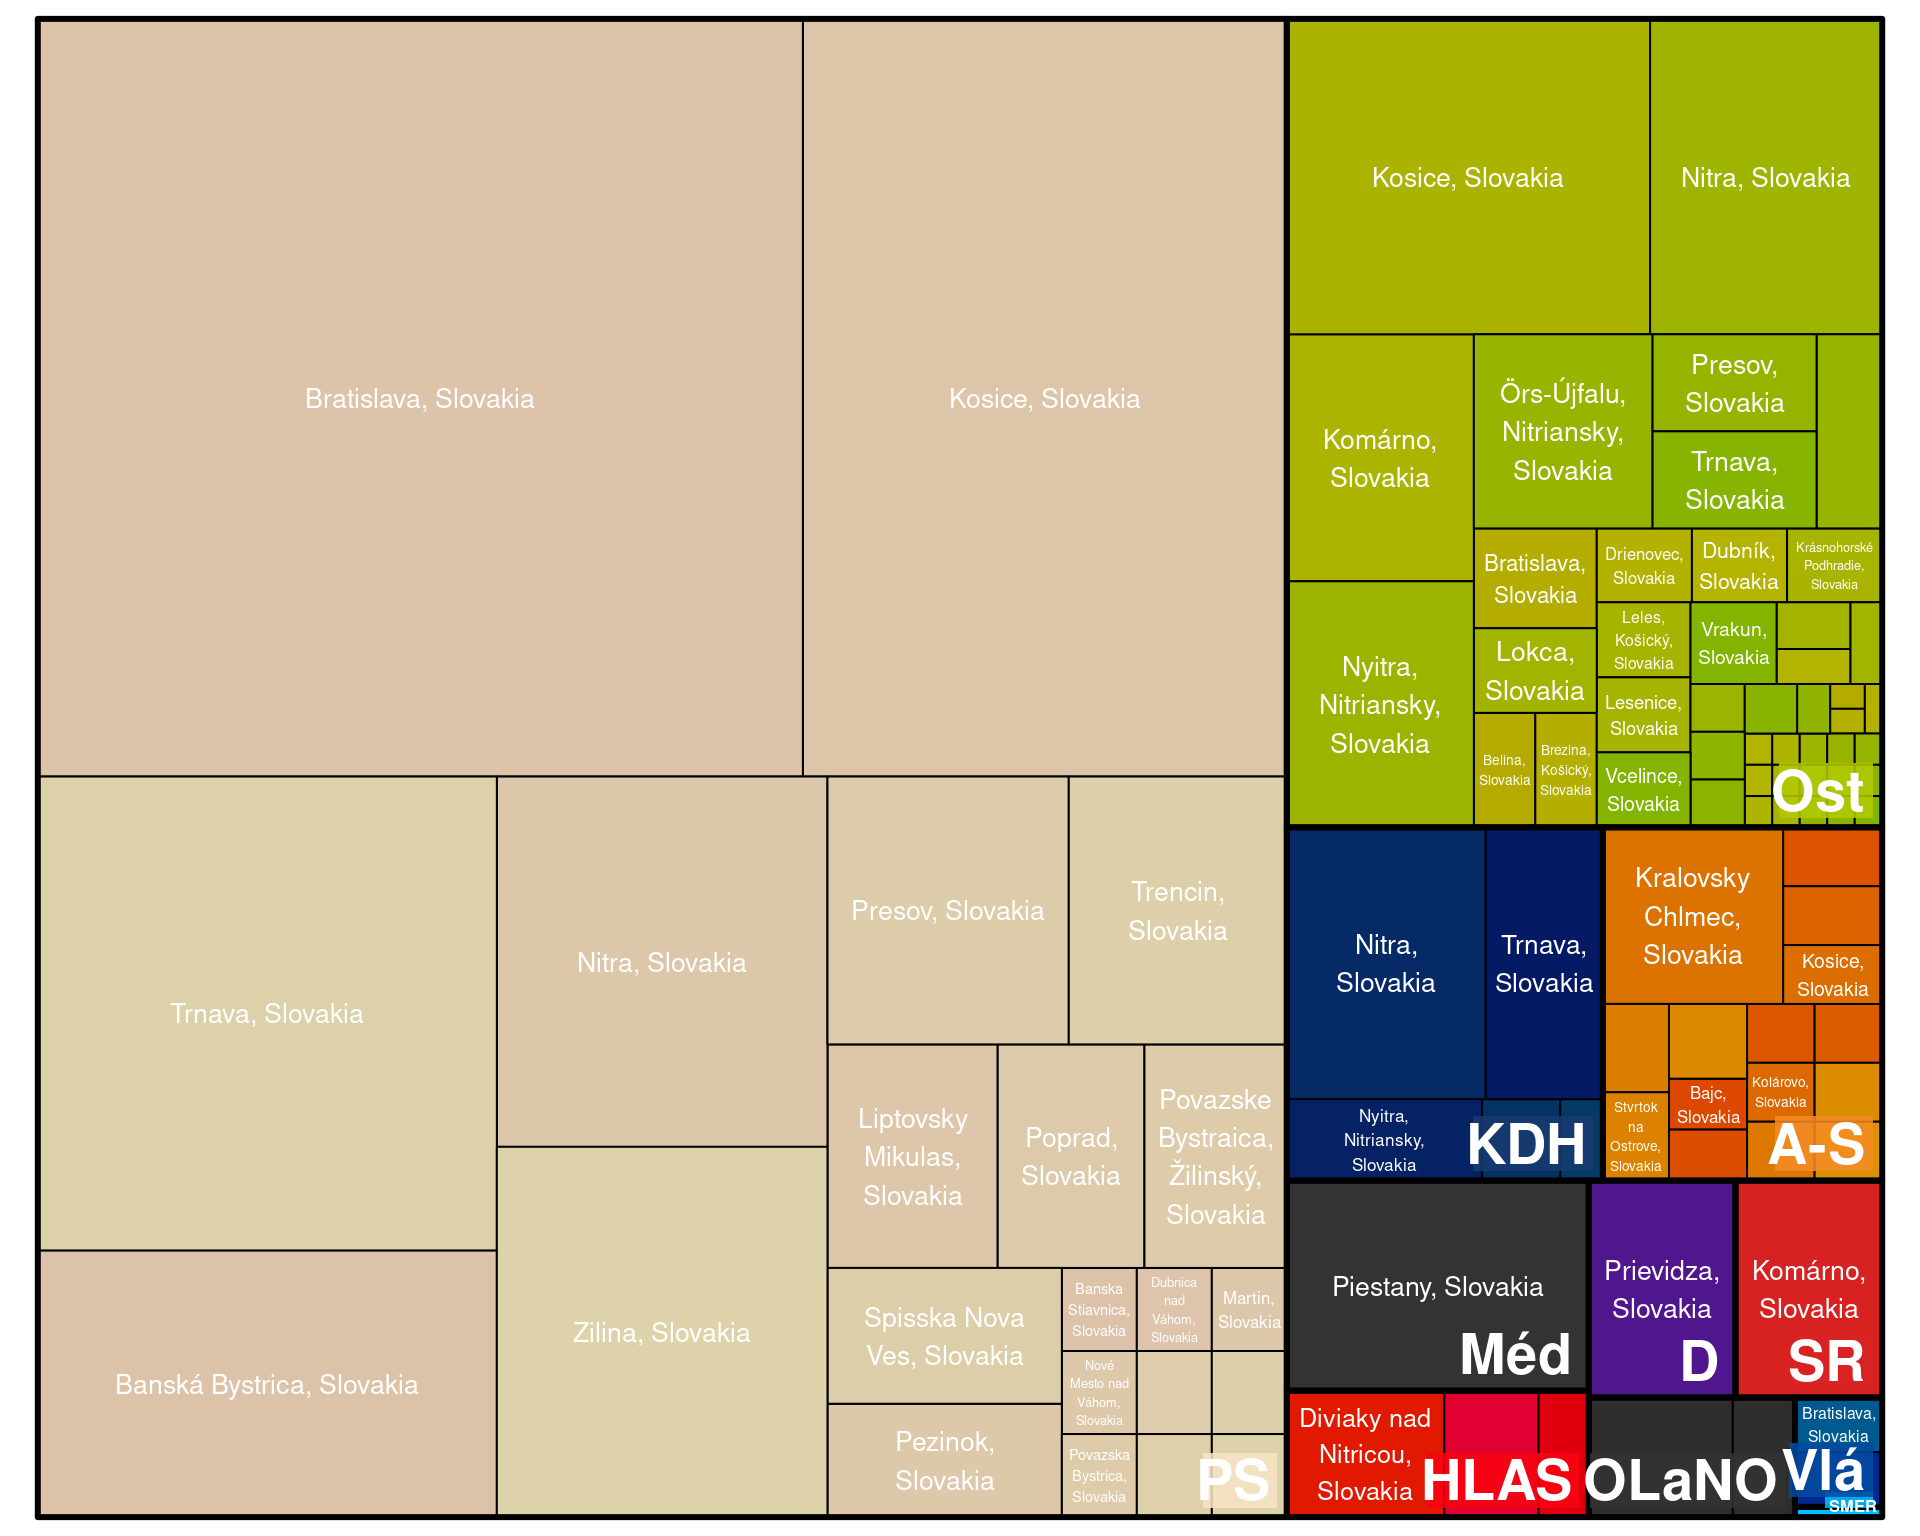 Bratislava, Slovakia
Kosice, Slovakia
Trnava, Slovakia
Banská Bystrica, Slovakia
Nitra, Slovakia
Zilina, Slovakia
Presov, Slovakia
Trencin,
Slovakia
Liptovsky
Mikulas,
Slovakia
Poprad,
Slovakia
Povazske
Bystraica,
Žilinský,
Slovakia
Spisska Nova
Ves, Slovakia
Pezinok,
Slovakia
Banska
Stiavnica,
Slovakia
Dubnica
nad
Váhom,
Slovakia
Martin,
Slovakia
Nové
Mesto nad
Váhom,
Slovakia
Povazska
Bystrica,
Slovakia
PS
Kosice, Slovakia
Nitra, Slovakia
Komárno,
Slovakia
Nyitra,
Nitriansky,
Slovakia
Örs-Újfalu,
Nitriansky,
Slovakia
Presov,
Slovakia
Trnava,
Slovakia
Bratislava,
Slovakia
Lokca,
Slovakia
Belina,
Slovakia
Brezina,
Košický,
Slovakia
Drienovec,
Slovakia
Dubník,
Slovakia
Krásnohorské
Podhradie,
Slovakia
Leles,
Košický,
Slovakia
Lesenice,
Slovakia
Vcelince,
Slovakia
Vrakun,
Slovakia
Ost
Nitra,
Slovakia
Trnava,
Slovakia
Nyitra,
Nitriansky,
Slovakia
KDH
Kralovsky
Chlmec,
Slovakia
Kosice,
Slovakia
Stvrtok
na
Ostrove,
Slovakia
Bajc,
Slovakia
Kolárovo,
Slovakia
A-S
Piestany, Slovakia
Méd
Prievidza,
Slovakia
D
Komárno,
Slovakia
SR
Diviaky nad
Nitricou,
Slovakia
HLAS
OLaNO
Bratislava,
Slovakia
Vlá
SMER